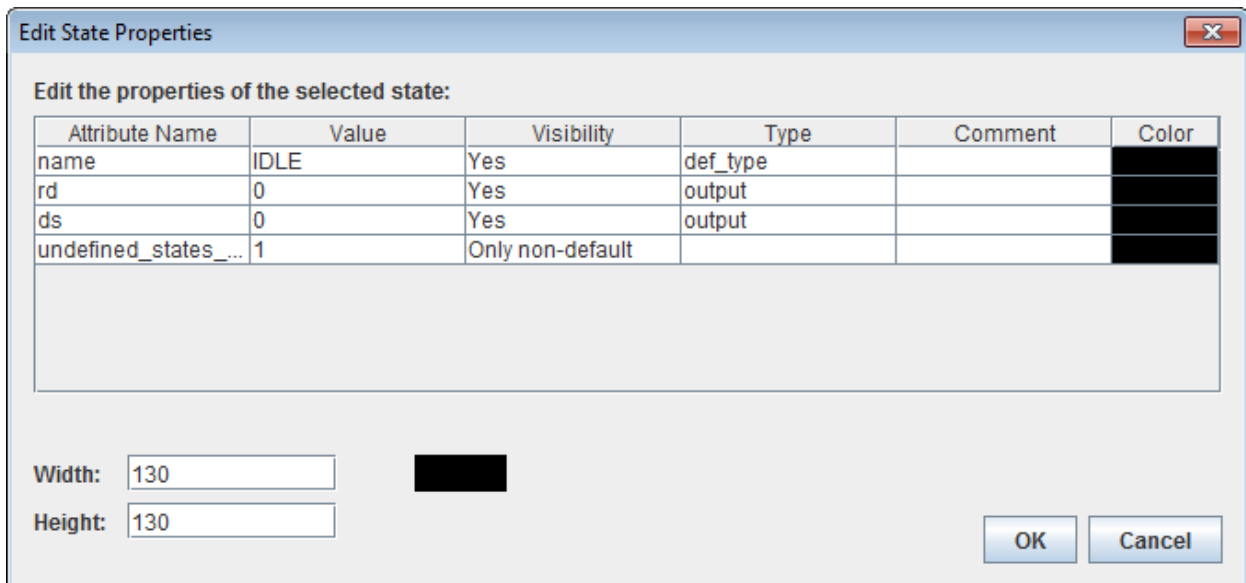 Edit State Properties
Edit the properties of the selected state:
Attribute Name Value Visibility Type Comment Color
name IDLE Yes def_type
rd 0 Yes output
ds 0 Yes output
undefined_states_... 1 Only non-default
Width: 130
Height: 130
OK Cancel